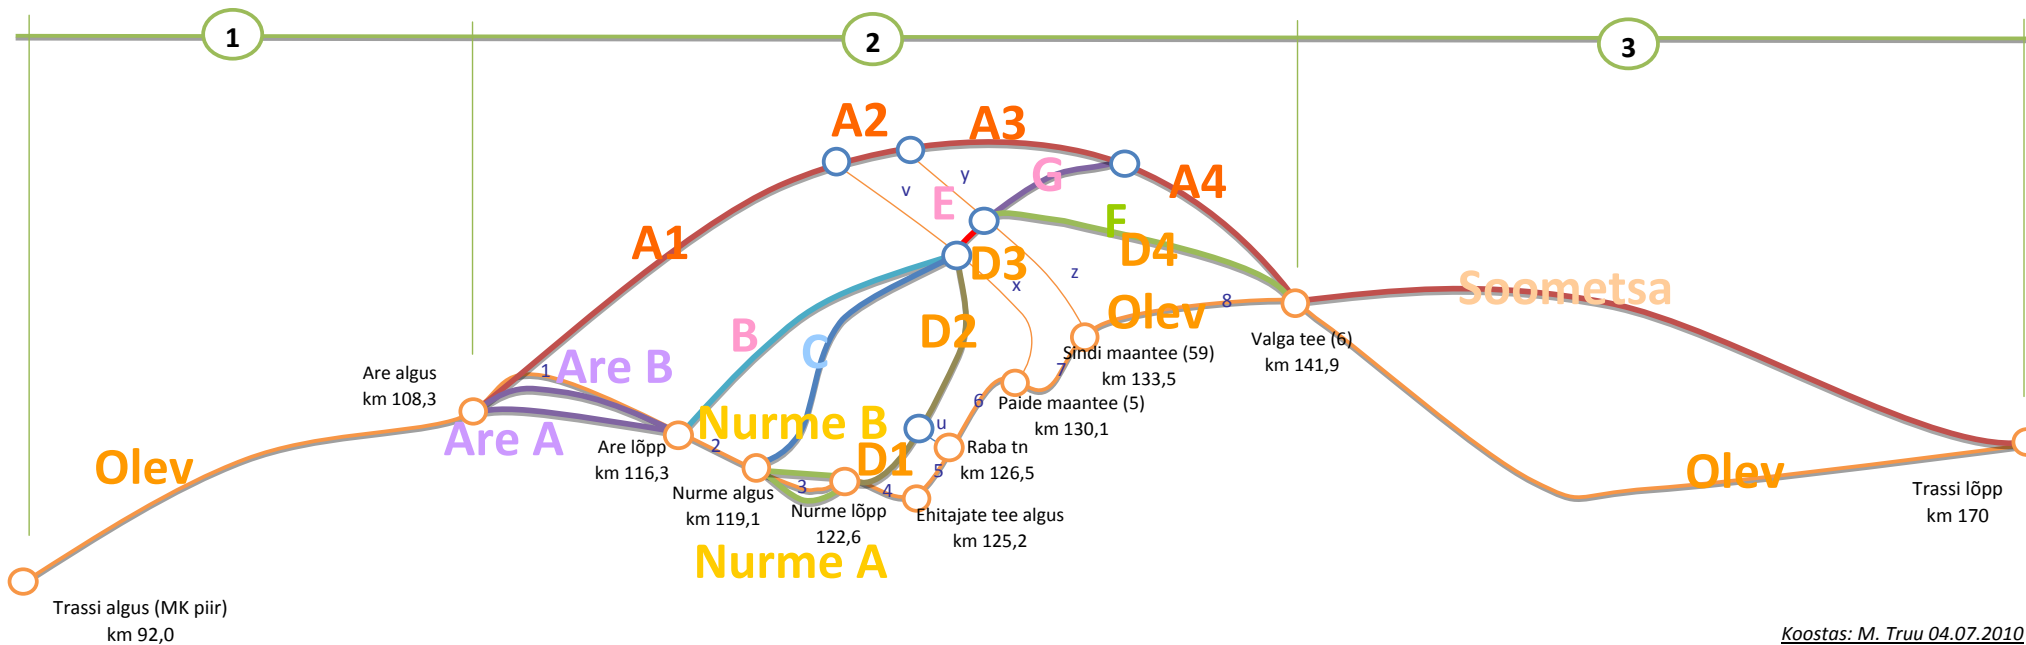 1
2
3
A2
A3
A1
A4
v
y
E
G
F
D3
D4
x
z
B
C
D2
Olev
8
Soometsa
Sindi maantee (59)
km 133,5
Valga tee (6)
km 141,9
Are algus
km 108,3
1
Are B
7
6
Paide maantee (5)
km 130,1
Are A
Are lõpp
km 116,3
2
Nurme B
u
Raba tn
km 126,5
D1
5
Olev
Olev
Nurme algus
km 119,1
3
Nurme lõpp
122,6
4
Ehitajate tee algus
km 125,2
Trassi lõpp
km 170
Nurme A
Trassi algus (MK piir)
km 92,0
Koostas: M. Truu 04.07.2010